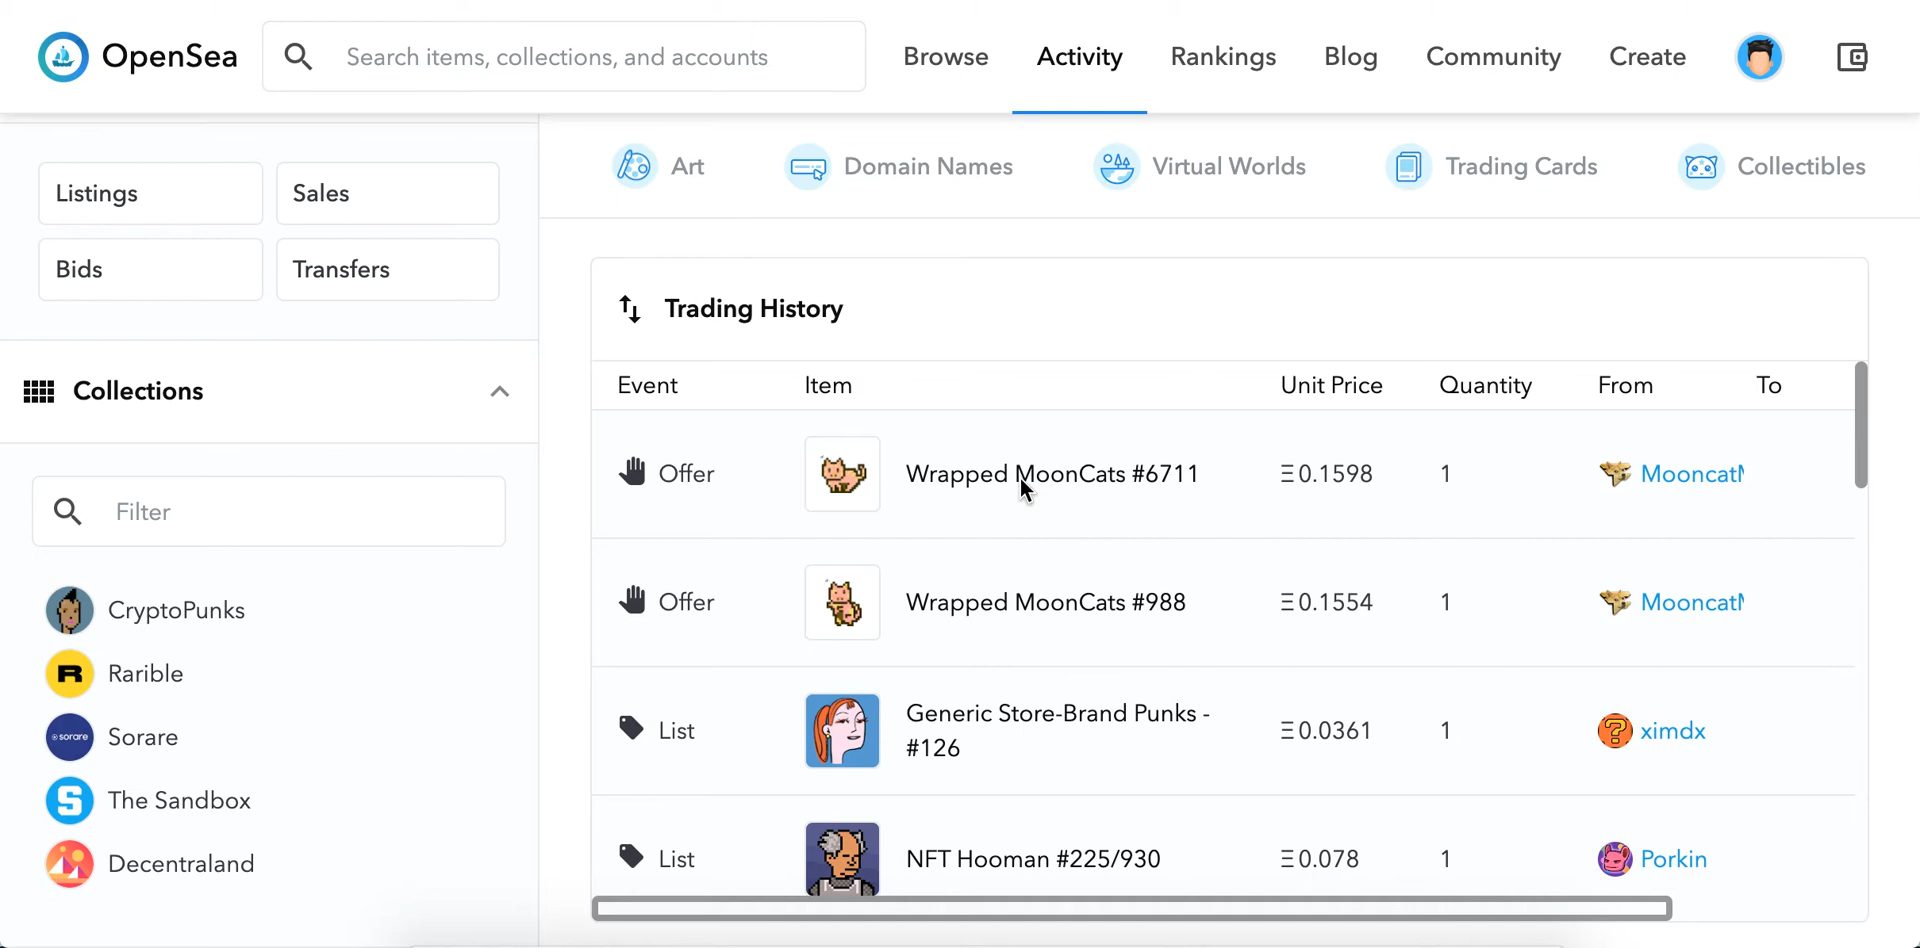 OpenSea
Search items, collections, and accounts
Browse
Activity
Rankings
Blog
Community
Create
Listings
Sales
Bids
Transfers
Collections
Filter
CryptoPunks
R Rarible
sorare Sorare
S The Sandbox
Decentraland
Art
Domain Names
Virtual Worlds
Trading Cards
Collectibles
Trading History
Event Item Unit Price Quantity From To
Offer Wrapped MoonCats #6711 Ξ0.1598 1
Offer Wrapped MoonCats #988 Ξ0.1554 1
List Generic Store-Brand Punks -
#126 Ξ0.0361 1 ? ximdx
List NFT Hooman #225/930 Ξ0.078 1 Porkin